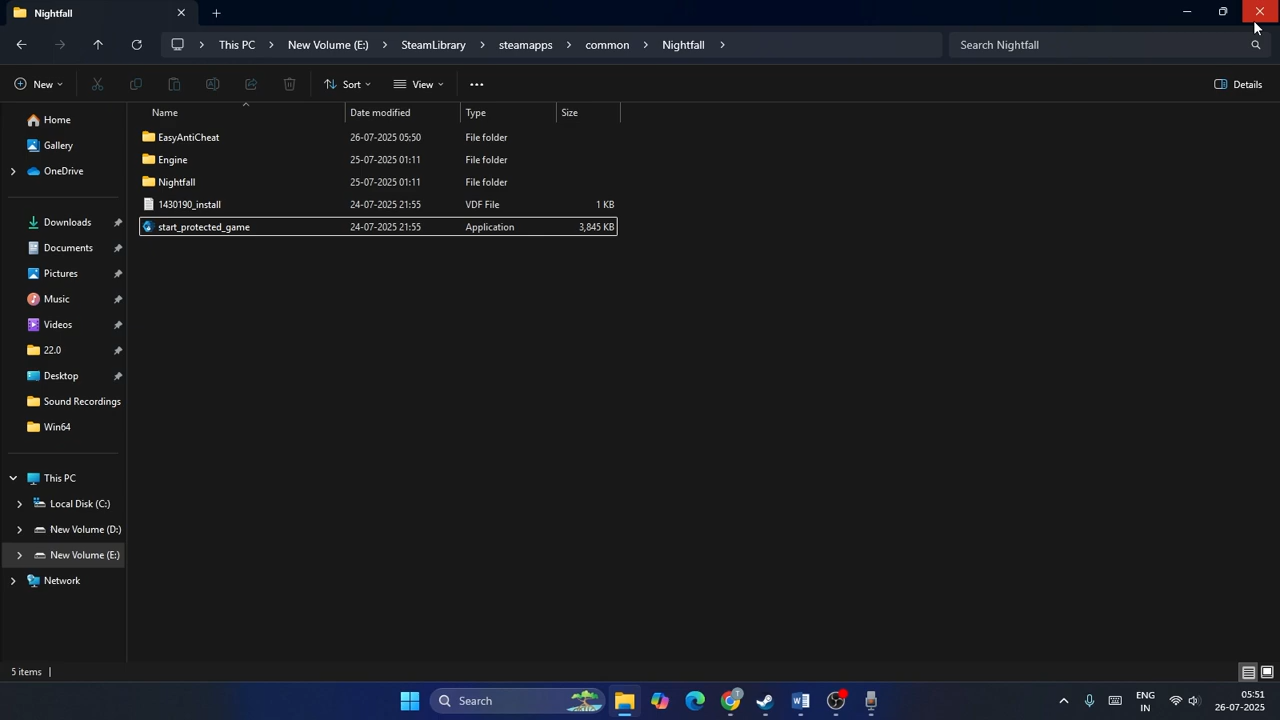 Nightfall
This PC
New Volume (E:)
SteamLibrary
steamapps
common
Nightfall
Search Nightfall
New
Sort
View
Details
Name
Date modified
Type
Size
EasyAntiCheat
26-07-2025 05:50
File folder
Engine
25-07-2025 01:11
File folder
Nightfall
25-07-2025 01:11
File folder
1430190_install
24-07-2025 21:55
VDF File
1 KB
start_protected_game
24-07-2025 21:55
Application
3,845 KB
Home
Gallery
OneDrive
Downloads
Documents
Pictures
Music
Videos
22.0
Desktop
Sound Recordings
Win64
This PC
Local Disk (C:)
New Volume (D:)
New Volume (E:)
Network
5 items
Search
T
ENG
IN
05:51
26-07-2025